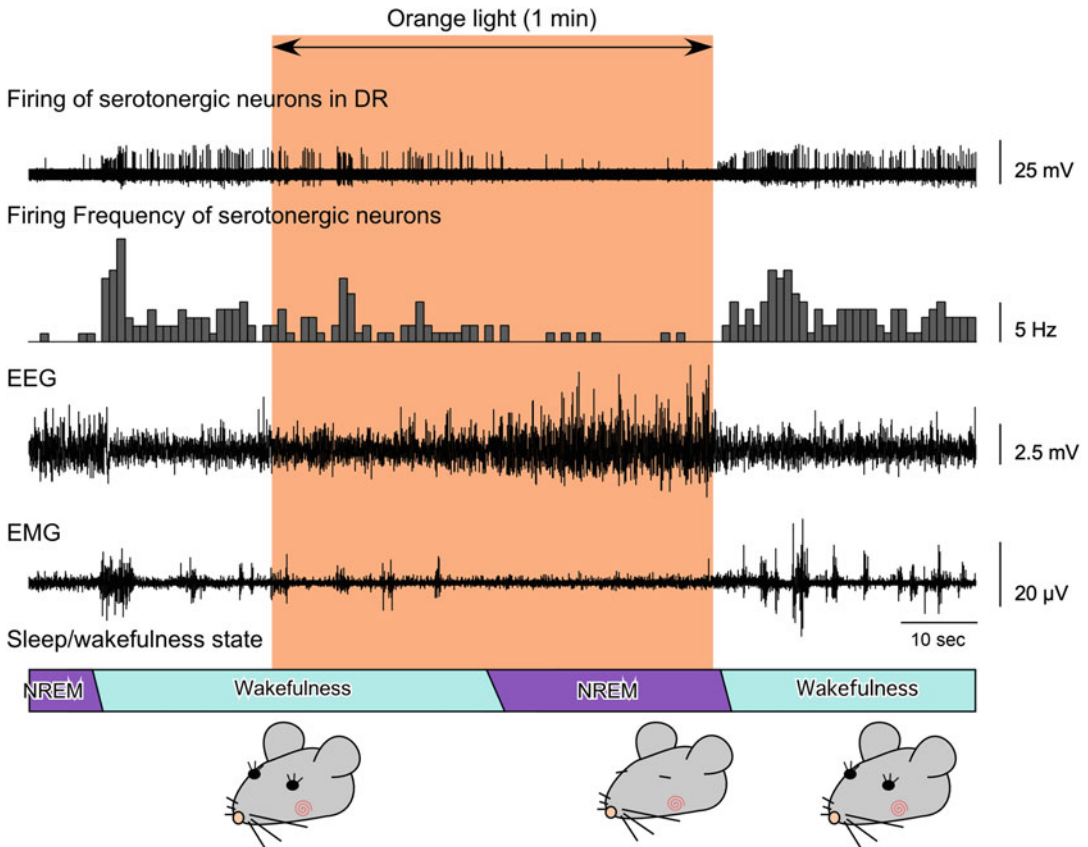 Orange light (1 min)
Firing of serotonergic neurons in DR
25 mV
Firing Frequency of serotonergic neurons
5 Hz
EEG
2.5 mV
EMG
20 μV
10 sec
Sleep/wakefulness state
NREM Wakefulness NREM Wakefulness